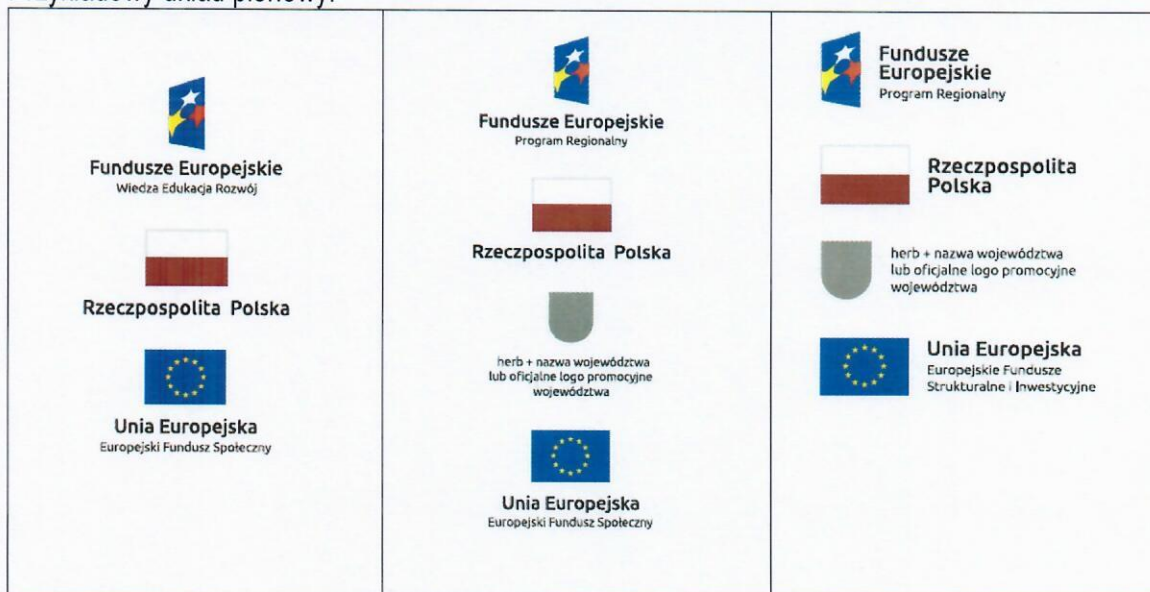 Fundusze Europejskie
Wiedza Edukacja Rozwój
Rzeczpospolita Polska
Unia Europejska
Europejski Fundusz Społeczny
Fundusze Europejskie
Program Regionalny
Rzeczpospolita Polska
herb + nazwa województwa
lub oficjalne logo promocyjne
województwa
Unia Europejska
Europejski Fundusz Społeczny
Fundusze
Europejskie
Program Regionalny
Rzeczpospolita
Polska
herb + nazwa województwa
lub oficjalne logo promocyjne
województwa
Unia Europejska
Europejskie Fundusze
Strukturalne i Inwestycyjne